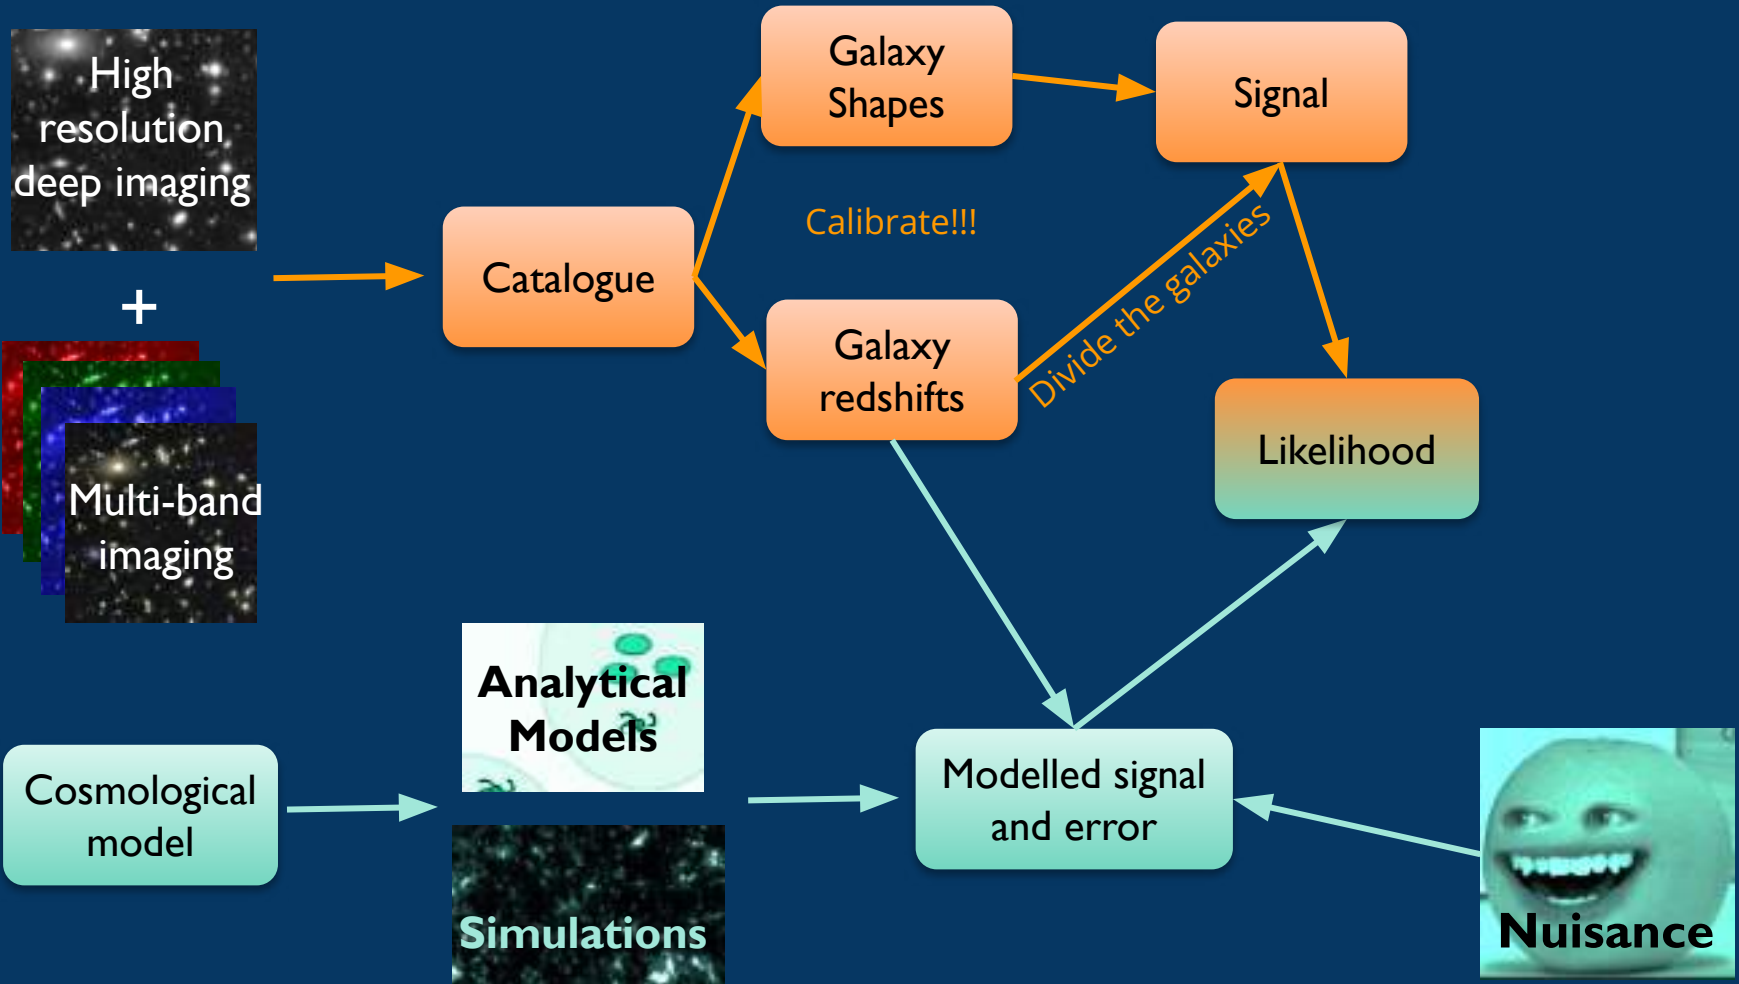 High
resolution
deep imaging
+
Multi-band
imaging
Catalogue
Galaxy
Shapes
Calibrate!!!
Galaxy
redshifts
Signal
Divide the galaxies
Likelihood
Cosmological
model
Analytical
Models
Simulations
Modelled signal
and error
Nuisance